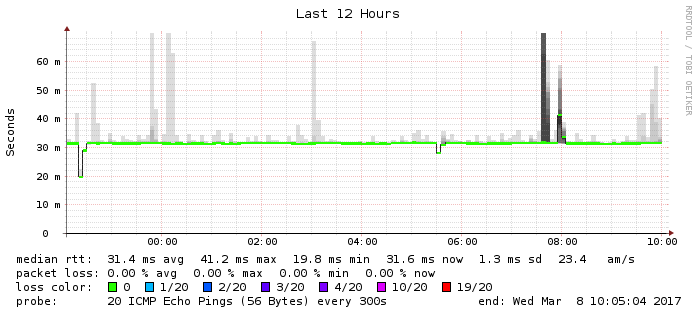 Last 12 Hours
RRDTOOL / TOBI OETIKER
Seconds
60 m
50 m
40 m
30 m
20 m
10 m
0
00:00 02:00 04:00 06:00 08:00 10:00
median rtt: 31.4 ms avg 41.2 ms max 19.8 ms min 31.6 ms now 1.3 ms sd 23.4 am/s
packet loss: 0.00 % avg 0.00 % max 0.00 % min 0.00 % now
loss color: 0 1/20 2/20 3/20 4/20 10/20 19/20
probe: 20 ICMP Echo Pings (56 Bytes) every 300s end: Wed Mar 8 10:05:04 2017